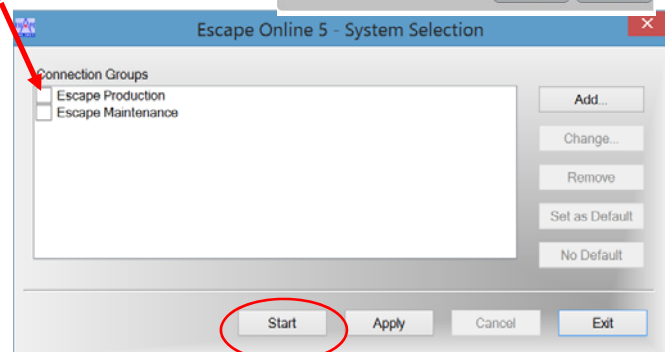 Escape Online 5 - System Selection
Connection Groups
Escape Production
Escape Maintenance
Add...
Change...
Remove
Set as Default
No Default
Start
Apply
Cancel
Exit